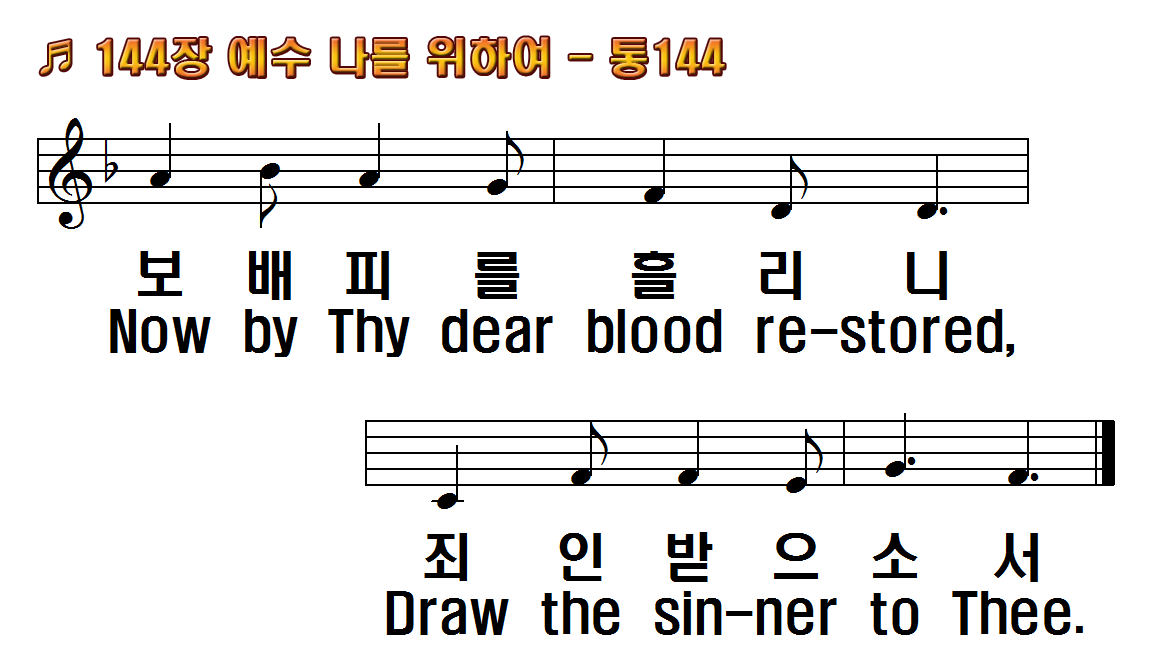 ♬ 144장 예수 나를 위하여 - 통144
보 배 피 를 흘 리 니
Now by Thy dear blood re-stored,
죄 인 받 으 소 서
Draw the sin-ner to Thee.